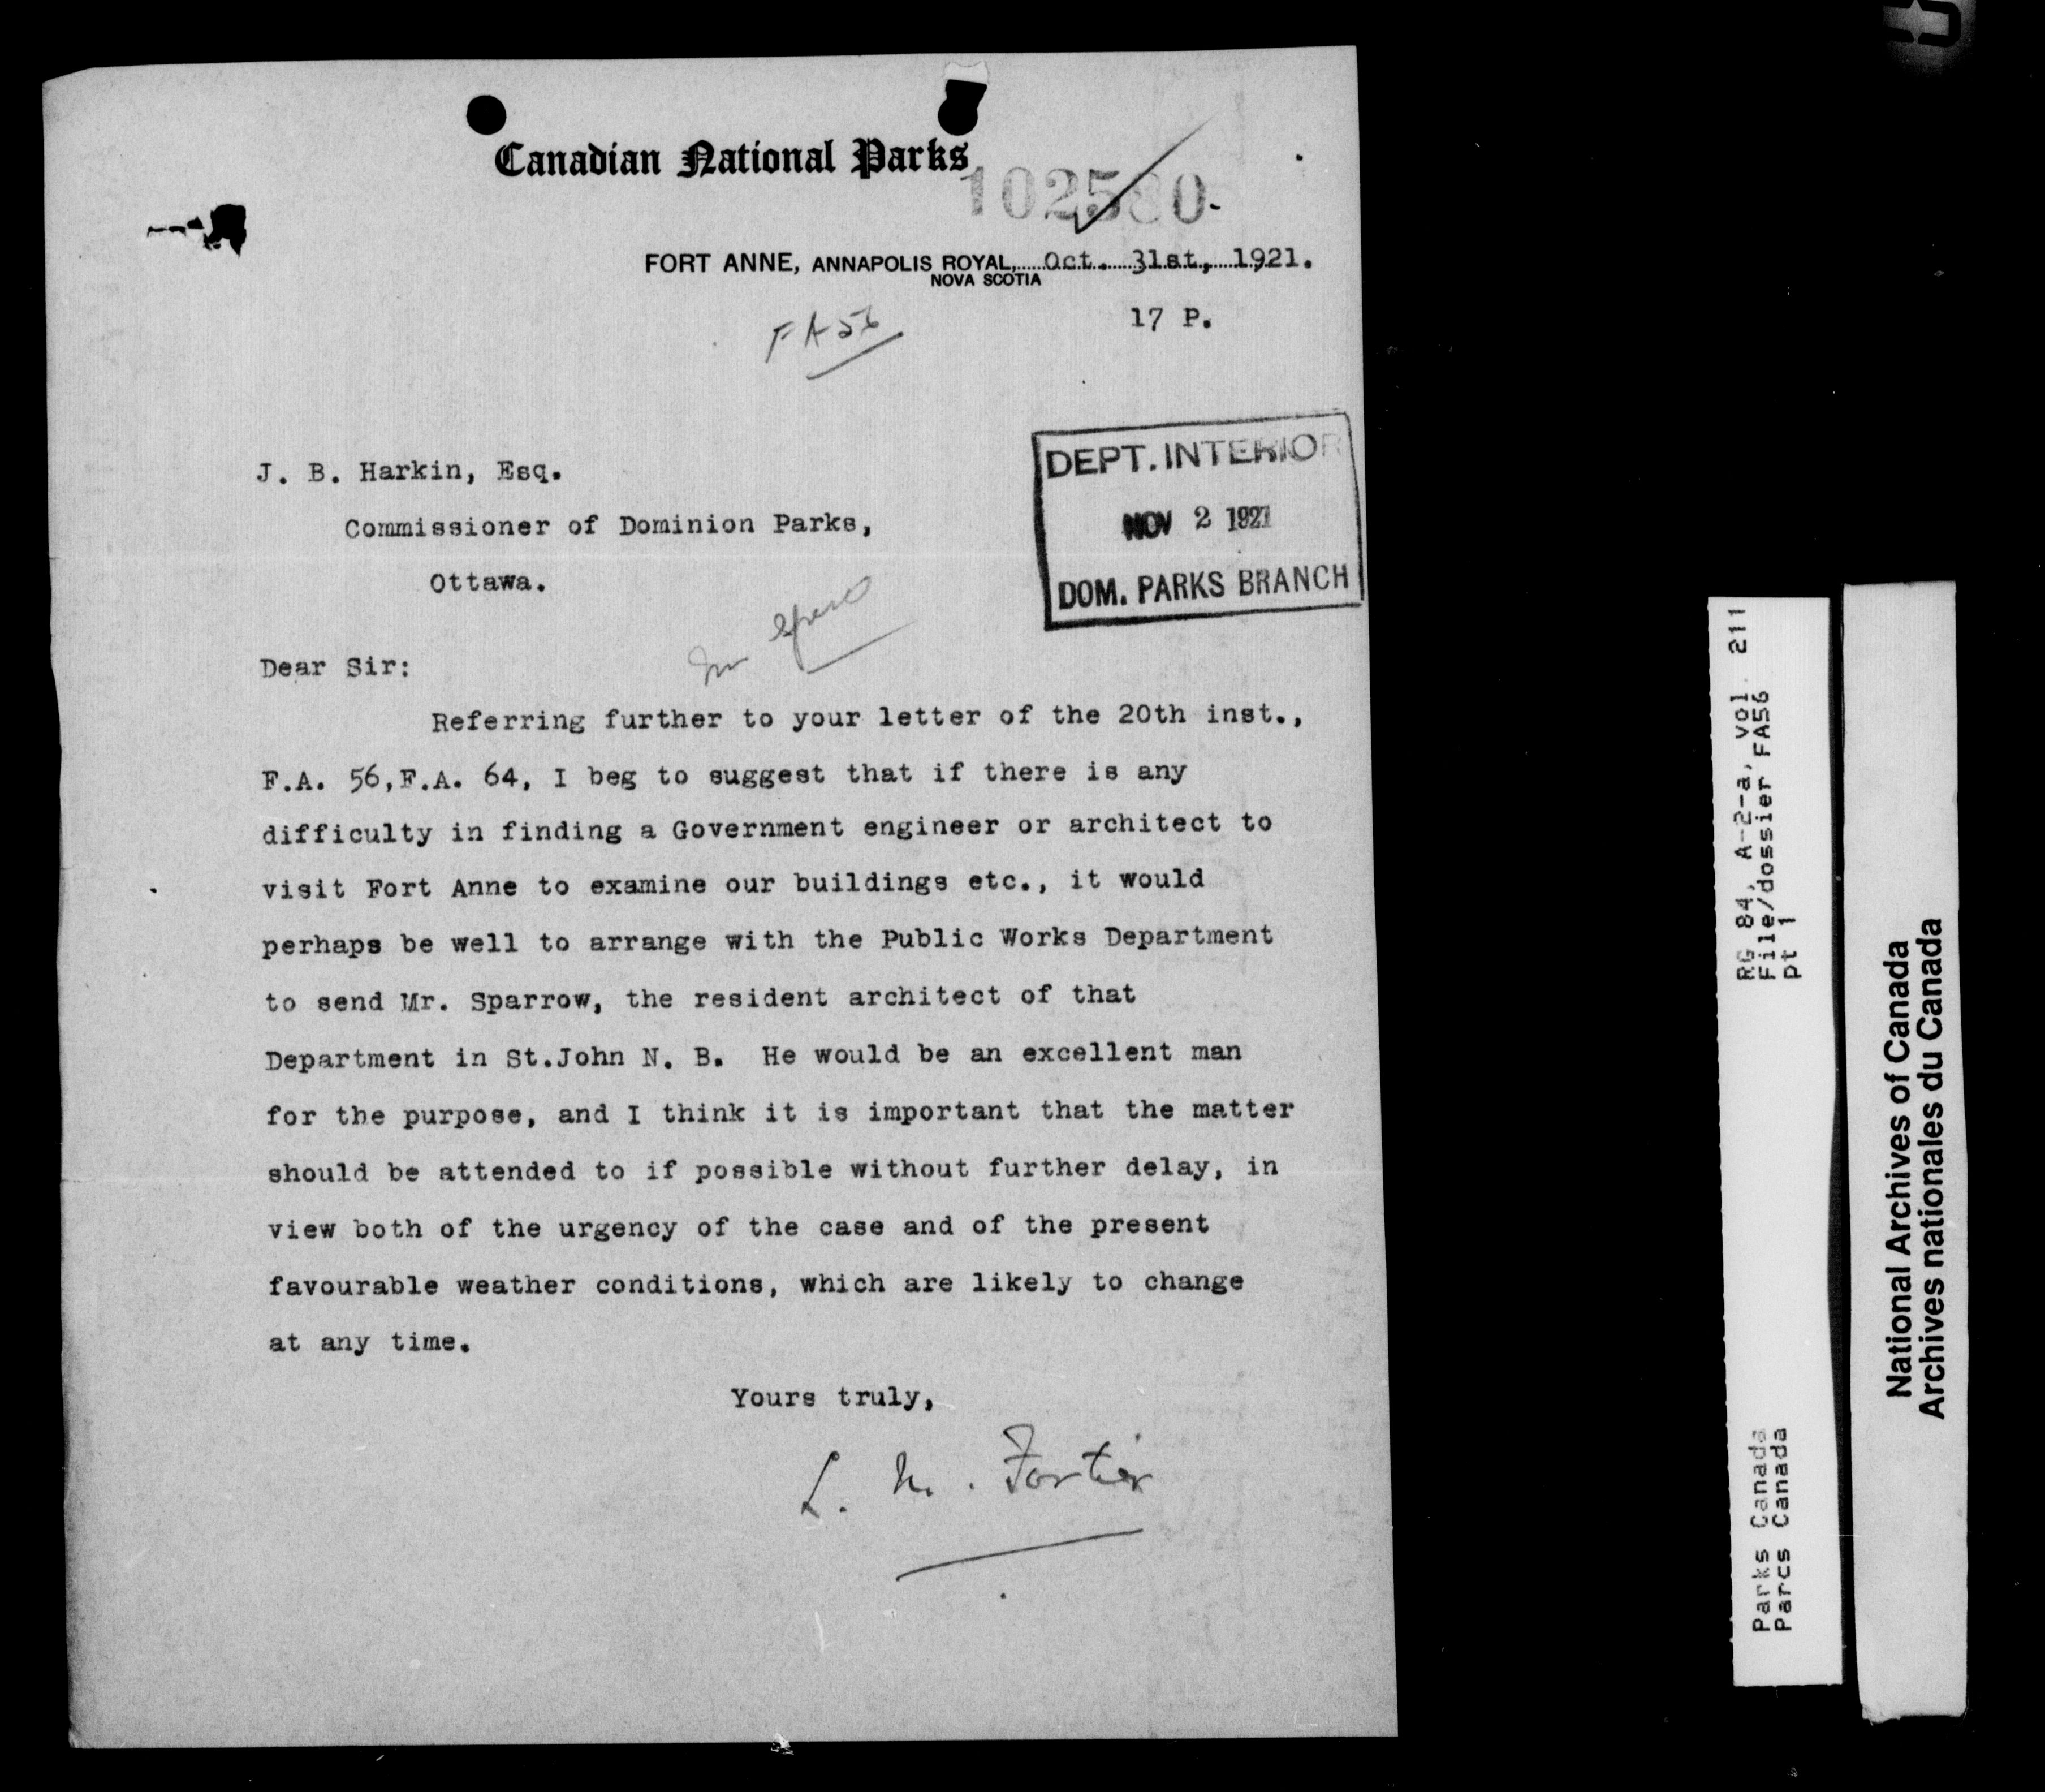 Canadian National Parks
102580
FORT ANNE, ANNAPOLIS ROYAL, Oct. 31st, 1921.
NOVA SCOTIA
17 P.
FA56
DEPT. INTERIOR
NOV 2 1921
DOM. PARKS BRANCH
J. B. Harkin, Esq.
Commissioner of Dominion Parks,
Ottawa.
Dear Sir:
Referring further to your letter of the 20th inst.,
F.A. 56,F.A. 64, I beg to suggest that if there is any
difficulty in finding a Government engineer or architect to
visit Fort Anne to examine our buildings etc., it would
perhaps be well to arrange with the Public Works Department
to send Mr. Sparrow, the resident architect of that
Department in St.John N. B. He would be an excellent man
for the purpose, and I think it is important that the matter
should be attended to if possible without further delay, in
view both of the urgency of the case and of the present
favourable weather conditions, which are likely to change
at any time.
Yours truly,
L. M. Fortier
RG 84, A-2-a, vol. 211
File/dossier FA56
pt 1
Parks Canada
Parcs Canada
National Archives of Canada
Archives nationales du Canada